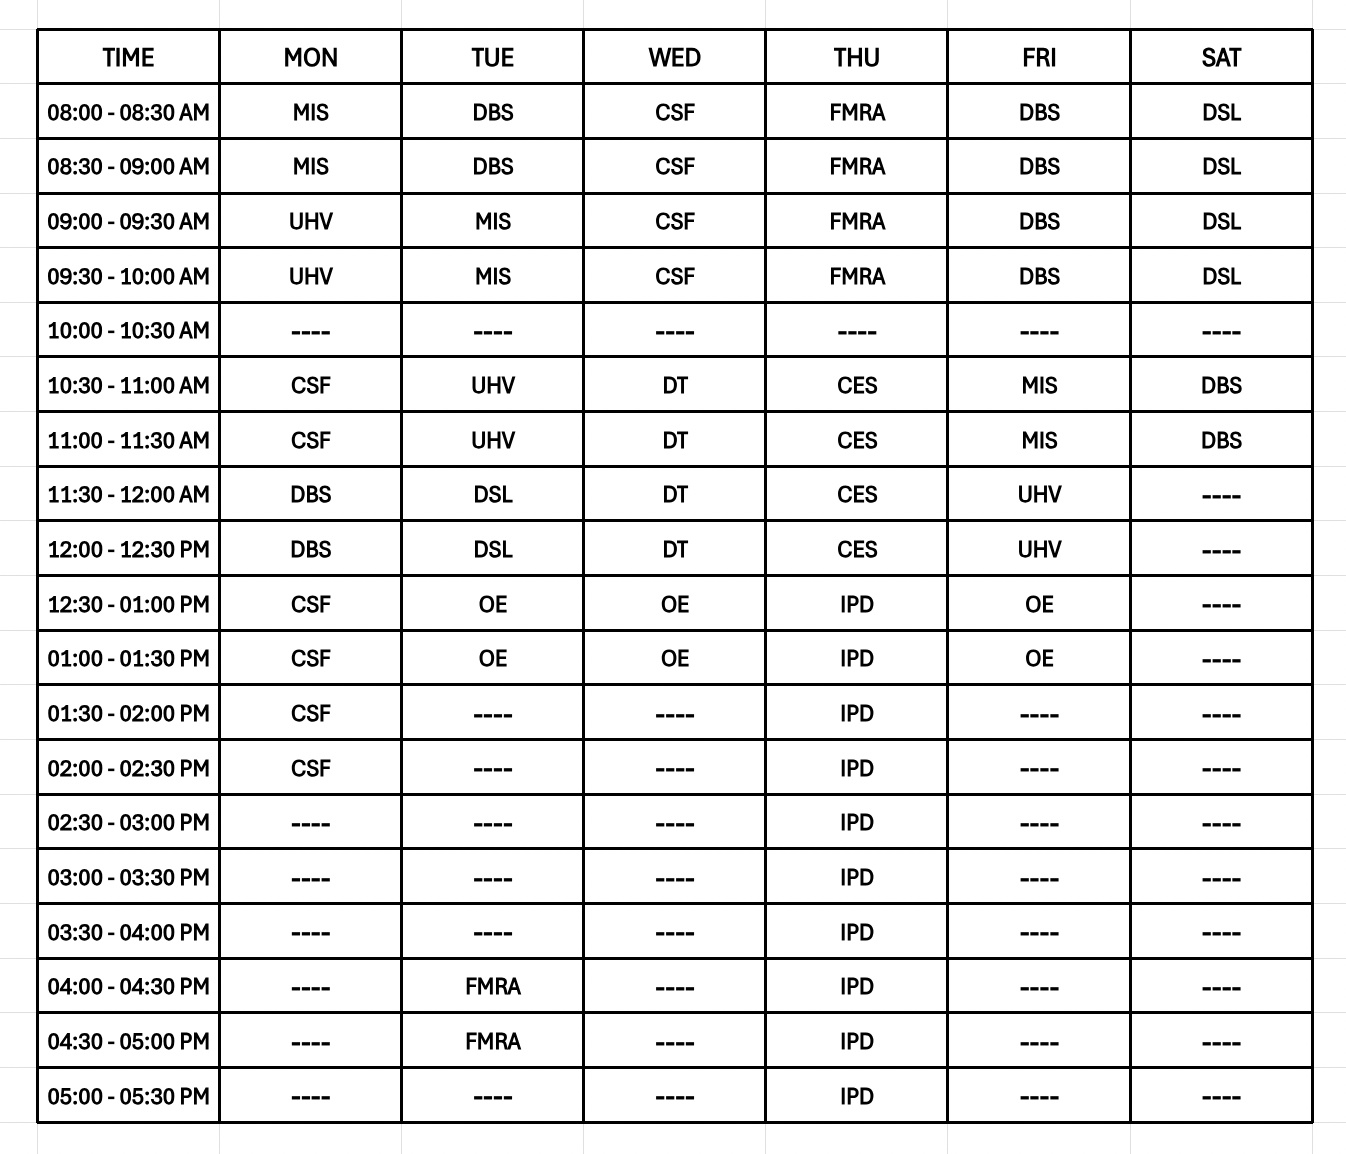 TIME MON TUE WED THU FRI SAT
08:00 - 08:30 AM MIS DBS CSF FMRA DBS DSL
08:30 - 09:00 AM MIS DBS CSF FMRA DBS DSL
09:00 - 09:30 AM UHV MIS CSF FMRA DBS DSL
09:30 - 10:00 AM UHV MIS CSF FMRA DBS DSL
10:00 - 10:30 AM ---- ---- ---- ---- ---- ----
10:30 - 11:00 AM CSF UHV DT CES MIS DBS
11:00 - 11:30 AM CSF UHV DT CES MIS DBS
11:30 - 12:00 AM DBS DSL DT CES UHV ----
12:00 - 12:30 PM DBS DSL DT CES UHV ----
12:30 - 01:00 PM CSF OE OE IPD OE ----
01:00 - 01:30 PM CSF OE OE IPD OE ----
01:30 - 02:00 PM CSF ---- ---- IPD ---- ----
02:00 - 02:30 PM CSF ---- ---- IPD ---- ----
02:30 - 03:00 PM ---- ---- ---- IPD ---- ----
03:00 - 03:30 PM ---- ---- ---- IPD ---- ----
03:30 - 04:00 PM ---- ---- ---- IPD ---- ----
04:00 - 04:30 PM ---- FMRA ---- IPD ---- ----
04:30 - 05:00 PM ---- FMRA ---- IPD ---- ----
05:00 - 05:30 PM ---- ---- ---- IPD ---- ----